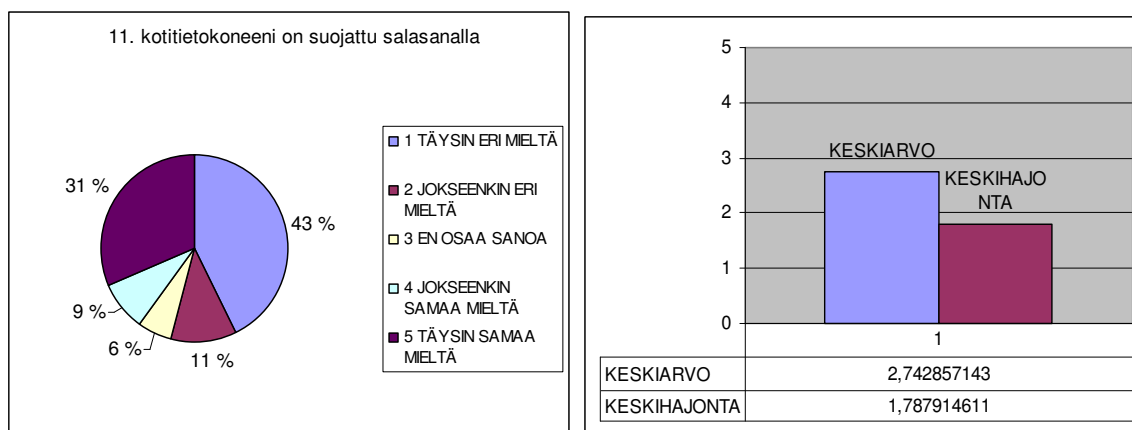 11. kotitietokoneeni on suojattu salasanalla
31 %
43 %
9 %
6 %
11 %
1 TÄYSIN ERI MIELTÄ
2 JOKSEENKIN ERI
MIELTÄ
3 EN OSAA SANOA
4 JOKSEENKIN
SAMAA MIELTÄ
5 TÄYSIN SAMAA
MIELTÄ
5
4
3
2
1
0
KESKIARVO
KESKIHAJO
NTA
1
KESKIARVO 2,742857143
KESKIHAJONTA 1,787914611